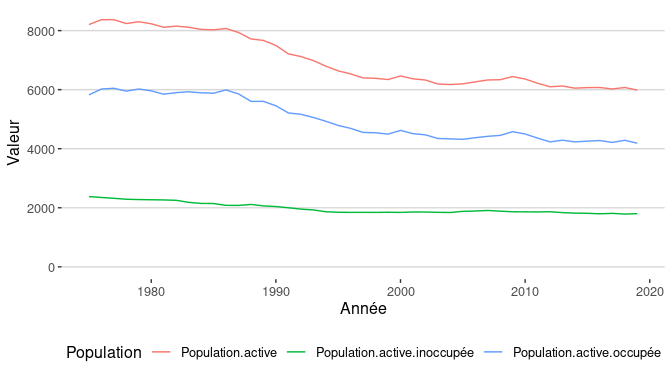 8000
6000
4000
2000
0
Valeur
1980
1990
2000
2010
2020
Année
Population
Population.active
Population.active.inoccupée
Population.active.occupée